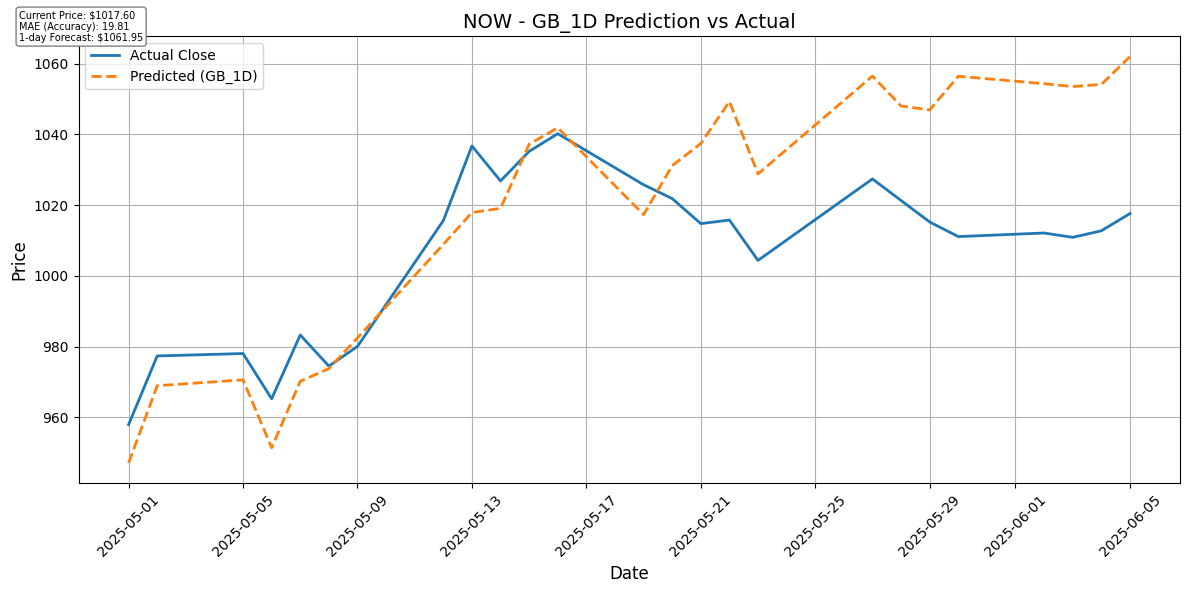 NOW - GB_1D Prediction vs Actual
Current Price: $1017.60
MAE (Accuracy): 19.81
1-day Forecast: $1061.95
Actual Close
Predicted (GB_1D)
Price
1060
1040
1020
1000
980
960
2025-05-01
2025-05-05
2025-05-09
2025-05-13
2025-05-17
2025-05-21
2025-05-25
2025-05-29
2025-06-01
2025-06-05
Date